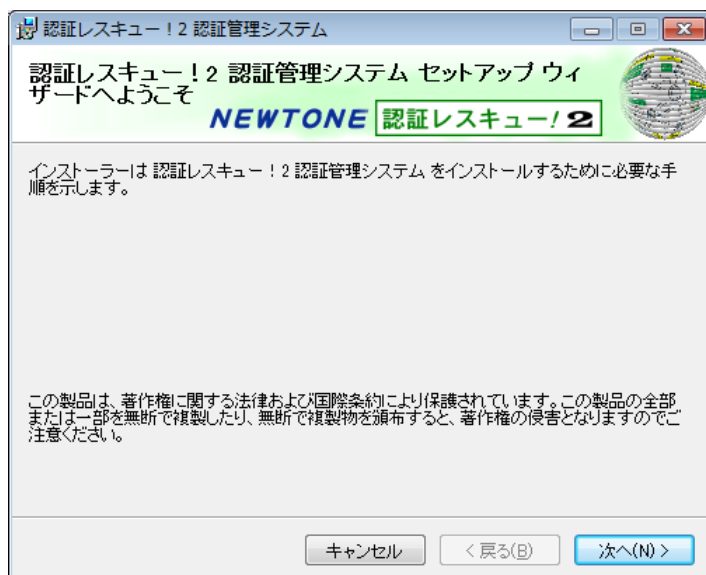 認証レスキュー！2 認証管理システム
認証レスキュー！2 認証管理システム セットアップ ウィ
ザードへようこそ
NEWTONE 認証レスキュー!2
インストーラーは 認証レスキュー！2 認証管理システム をインストールするために必要な手
順を示します。
この製品は、著作権に関する法律および国際条約により保護されています。この製品の全部
または一部を無断で複製したり、無断で複製物を頒布すると、著作権の侵害となりますのでご
注意ください。
キャンセル
< 戻る(B)
次へ(N) >